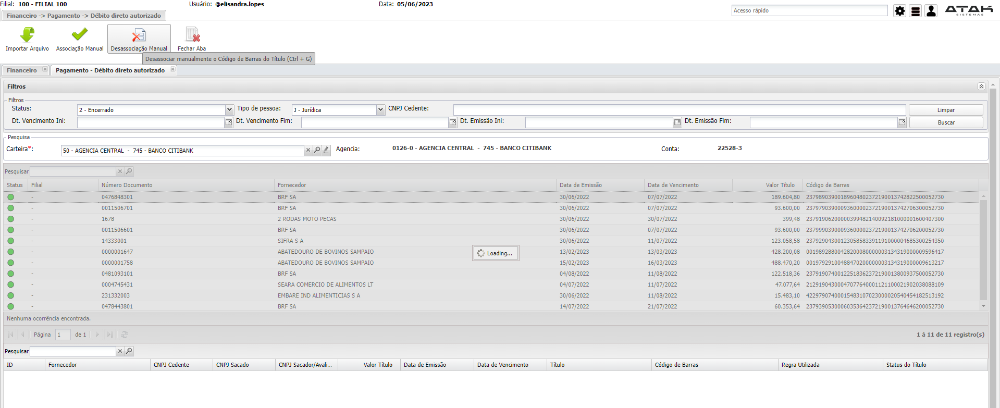 Filial: 100 - FILIAL 100 Usuário: @elisandra.lopes Data: 05/06/2023
Financeiro -> Pagamento -> Débito direto autorizado
Acesso rápido
ATAK
SISTEMAS
Importar Arquivo Associação Manual Desassociação Manual Fechar Aba
Desassociar manualmente o Código de Barras do Título (Ctrl + G)
Financeiro Pagamento - Débito direto autorizado
Filtros
Filtros
Status: 2 - Encerrado Tipo de pessoa: J - Jurídica CNPJ Cedente: Limpar
Dt. Vencimento Ini: Dt. Vencimento Fim: Dt. Emissão Ini: Dt. Emissão Fim: Buscar
Pesquisa
Carteira*: 50 - AGENCIA CENTRAL - 745 - BANCO CITIBANK Agencia: 0126-0 - AGENCIA CENTRAL - 745 - BANCO CITIBANK Conta: 22528-3
Pesquisar
Status Filial Número Documento Fornecedor Data de Emissão Data de Vencimento Valor Título Código de Barras
- 0476848301 BRF SA 30/06/2022 07/07/2022 189.604,80 23798903900189604802372190013742822500052730
- 0011506701 BRF SA 30/06/2022 07/07/2022 93.600,00 23797903900093600002372190013742706300052730
- 1678 2 RODAS MOTO PECAS 30/06/2022 30/07/2022 399,48 23791906200000399482140092181000001600407300
- 0011506601 BRF SA 30/06/2022 07/07/2022 93.600,00 23799903900093600002372190013742706200052730
- 14333001 SIFRA S A 30/06/2022 11/07/2022 123.058,58 23792904300123058583391191000004685300254350
- 0000001647 ABATEDOURO DE BOVINOS SAMPAIO 13/02/2023 13/03/2023 428.200,08 00198928800428200080000003134319000009596417
- 0000001758 ABATEDOURO DE BOVINOS SAMPAIO 15/02/2023 16/03/2023 488.470,20 00197929100488470200000003134319000009613217
- 0481093101 BRF SA 04/08/2022 11/08/2022 122.518,36 23791907400122518362372190013800937500052730
- 0004745431 SEARA COMERCIO DE ALIMENTOS LT 04/07/2022 11/07/2022 47.077,64 21291904300047077640001121100021902038088109
- 231332003 EMBARE IND ALIMENTICIAS S A 30/06/2022 11/08/2022 15.483,10 42297907400015483107023000020540454182513192
- 0478443801 BRF SA 14/07/2022 21/07/2022 60.353,64 23793905300060353642372190013764646200052730
Loading...
Nenhuma ocorrência encontrada.
Página 1 de 1 1 à 11 de 11 registro(s)
Pesquisar
ID Fornecedor CNPJ Cedente CNPJ Sacado CNPJ Sacador/Avali... Valor Título Data de Emissão Data de Vencimento Título Código de Barras Regra Utilizada Status do Título